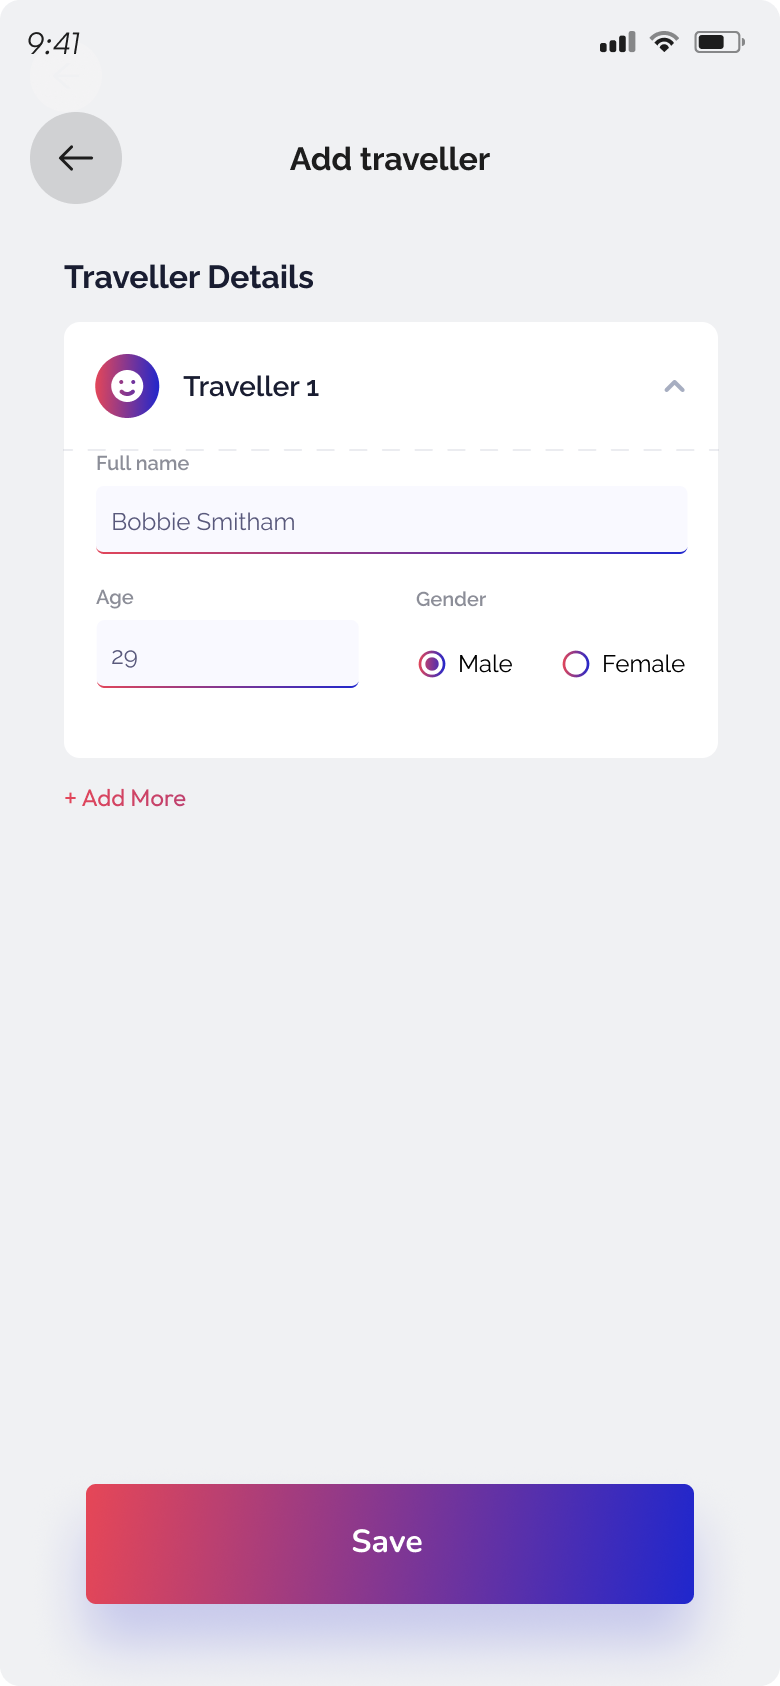 9:41
Add traveller
Traveller Details
Traveller 1
Full name
Bobbie Smitham
Age
Gender
29
Male
Female
+ Add More
Save